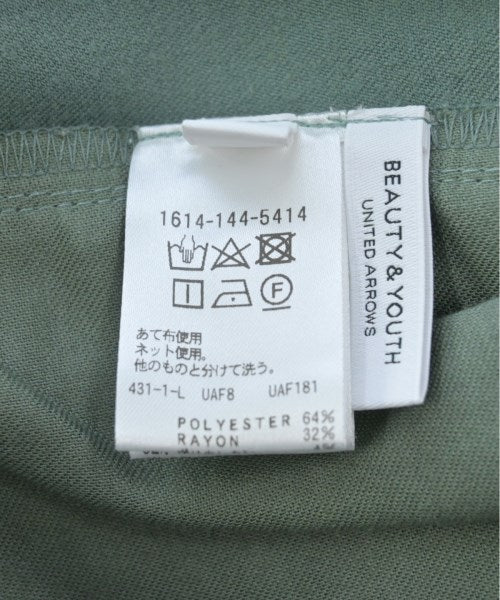 1614-144-5414
F
あて布使用
ネット使用。
他のものと分けて洗う。
431-1-L UAF8 UAF181
POLYESTER 64%
RAYON 32%
BEAUTY & YOUTH
UNITED ARROWS